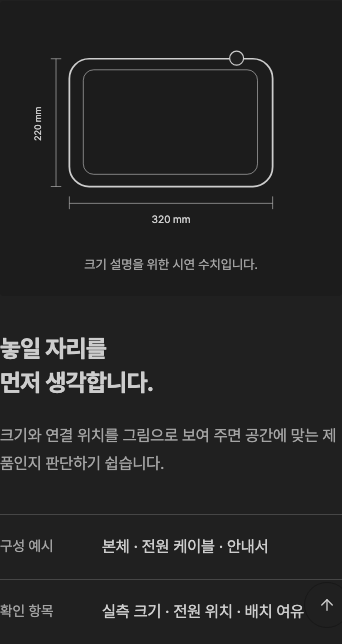 220 mm
320 mm
크기 설명을 위한 시연 수치입니다.
놓일 자리를
먼저 생각합니다.
크기와 연결 위치를 그림으로 보여 주면 공간에 맞는 제
품인지 판단하기 쉽습니다.
구성 예시 본체 · 전원 케이블 · 안내서
확인 항목 실측 크기 · 전원 위치 · 배치 여유